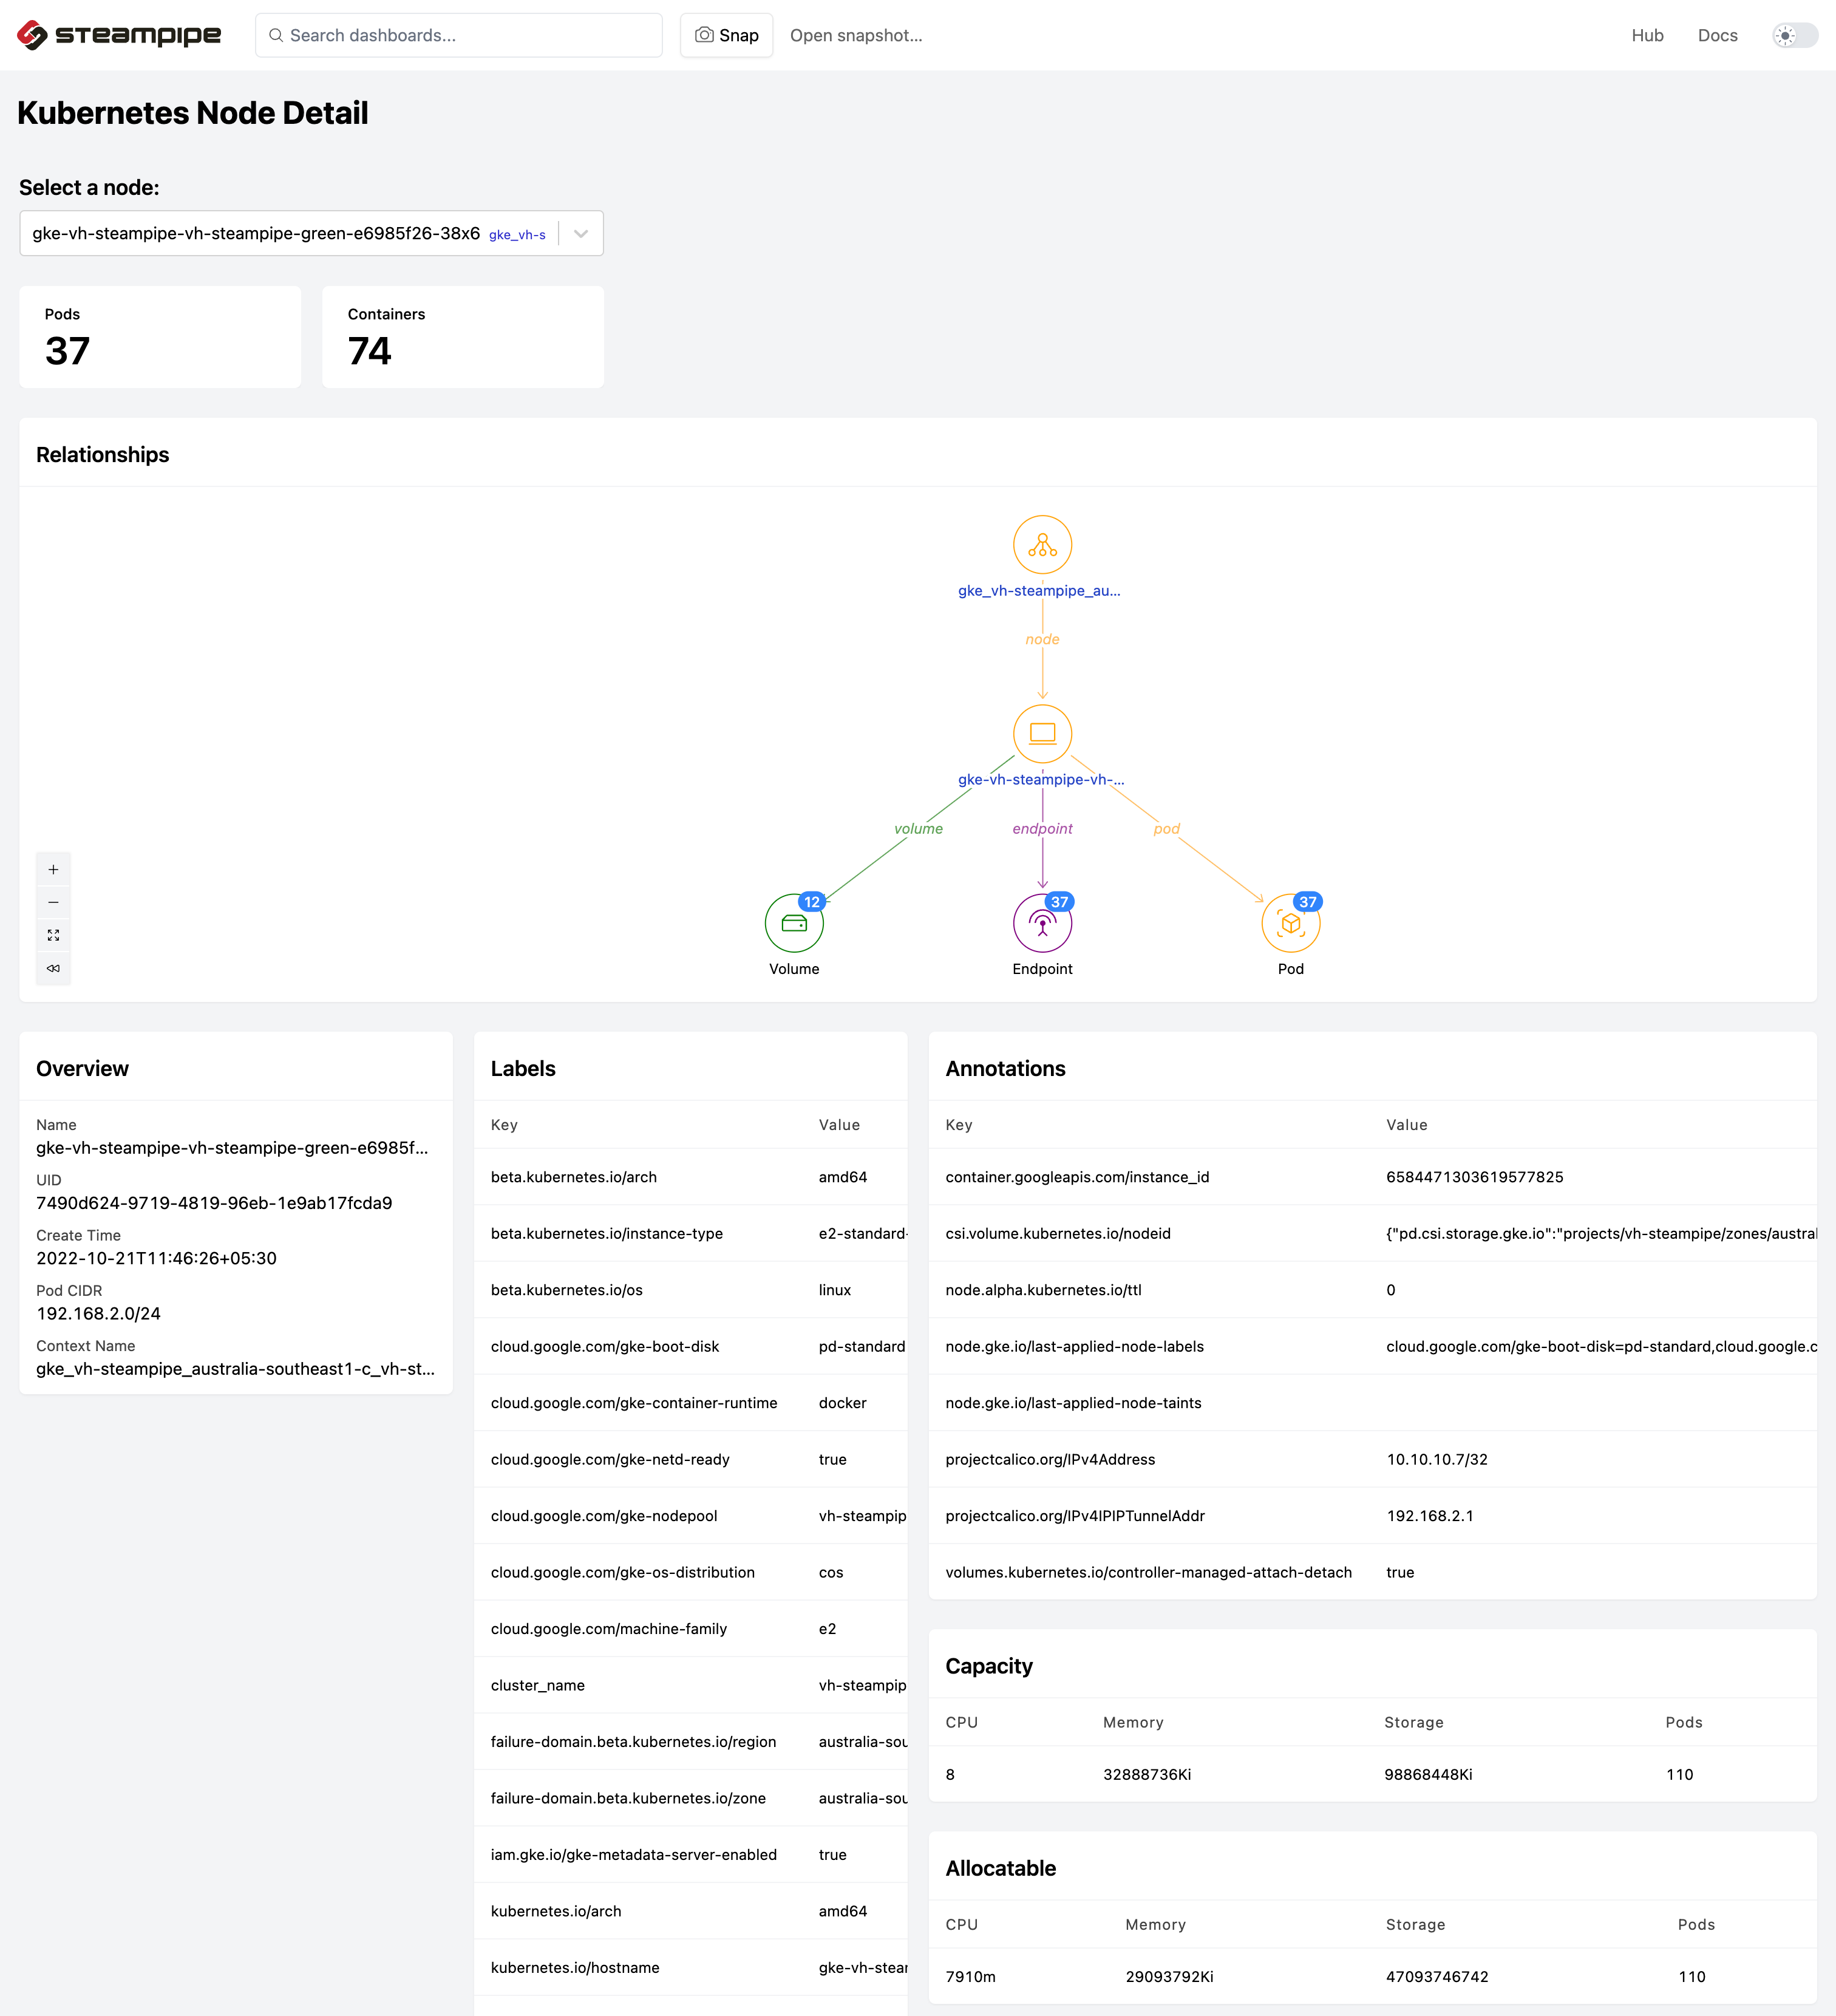 steampipe
Search dashboards...
Snap
Open snapshot...
Hub
Docs
Kubernetes Node Detail
Select a node:
gke-vh-steampipe-vh-steampipe-green-e6985f26-38x6 gke_vh-s
Pods
37
Containers
74
Relationships
gke_vh-steampipe_au...
node
gke-vh-steampipe-vh-...
volume
endpoint
pod
12
37
37
Volume
Endpoint
Pod
Overview
Name
gke-vh-steampipe-vh-steampipe-green-e6985f...
UID
7490d624-9719-4819-96eb-1e9ab17fcda9
Create Time
2022-10-21T11:46:26+05:30
Pod CIDR
192.168.2.0/24
Context Name
gke_vh-steampipe_australia-southeast1-c_vh-st...
Labels
Key Value
beta.kubernetes.io/arch amd64
beta.kubernetes.io/instance-type e2-standard-
beta.kubernetes.io/os linux
cloud.google.com/gke-boot-disk pd-standard
cloud.google.com/gke-container-runtime docker
cloud.google.com/gke-netd-ready true
cloud.google.com/gke-nodepool vh-steampip
cloud.google.com/gke-os-distribution cos
cloud.google.com/machine-family e2
cluster_name vh-steampip
failure-domain.beta.kubernetes.io/region australia-sou
failure-domain.beta.kubernetes.io/zone australia-sou
iam.gke.io/gke-metadata-server-enabled true
kubernetes.io/arch amd64
kubernetes.io/hostname gke-vh-stear
Annotations
Key Value
container.googleapis.com/instance_id 6584471303619577825
csi.volume.kubernetes.io/nodeid {"pd.csi.storage.gke.io":"projects/vh-steampipe/zones/austral
node.alpha.kubernetes.io/ttl 0
node.gke.io/last-applied-node-labels cloud.google.com/gke-boot-disk=pd-standard,cloud.google.c
node.gke.io/last-applied-node-taints
projectcalico.org/IPv4Address 10.10.10.7/32
projectcalico.org/IPv4IPIPTunnelAddr 192.168.2.1
volumes.kubernetes.io/controller-managed-attach-detach true
Capacity
CPU Memory Storage Pods
8 32888736Ki 98868448Ki 110
Allocatable
CPU Memory Storage Pods
7910m 29093792Ki 47093746742 110